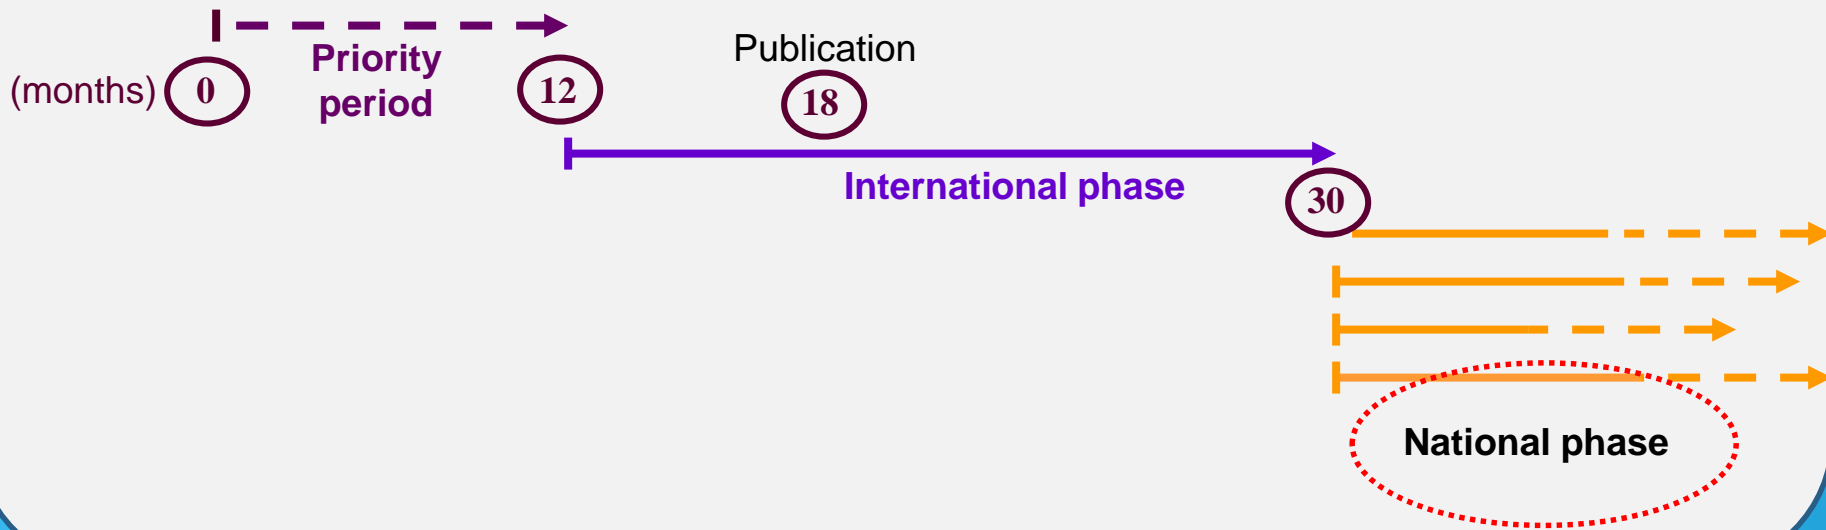 Priority
period
Publication
(months)
0
12
18
International phase
30
National phase